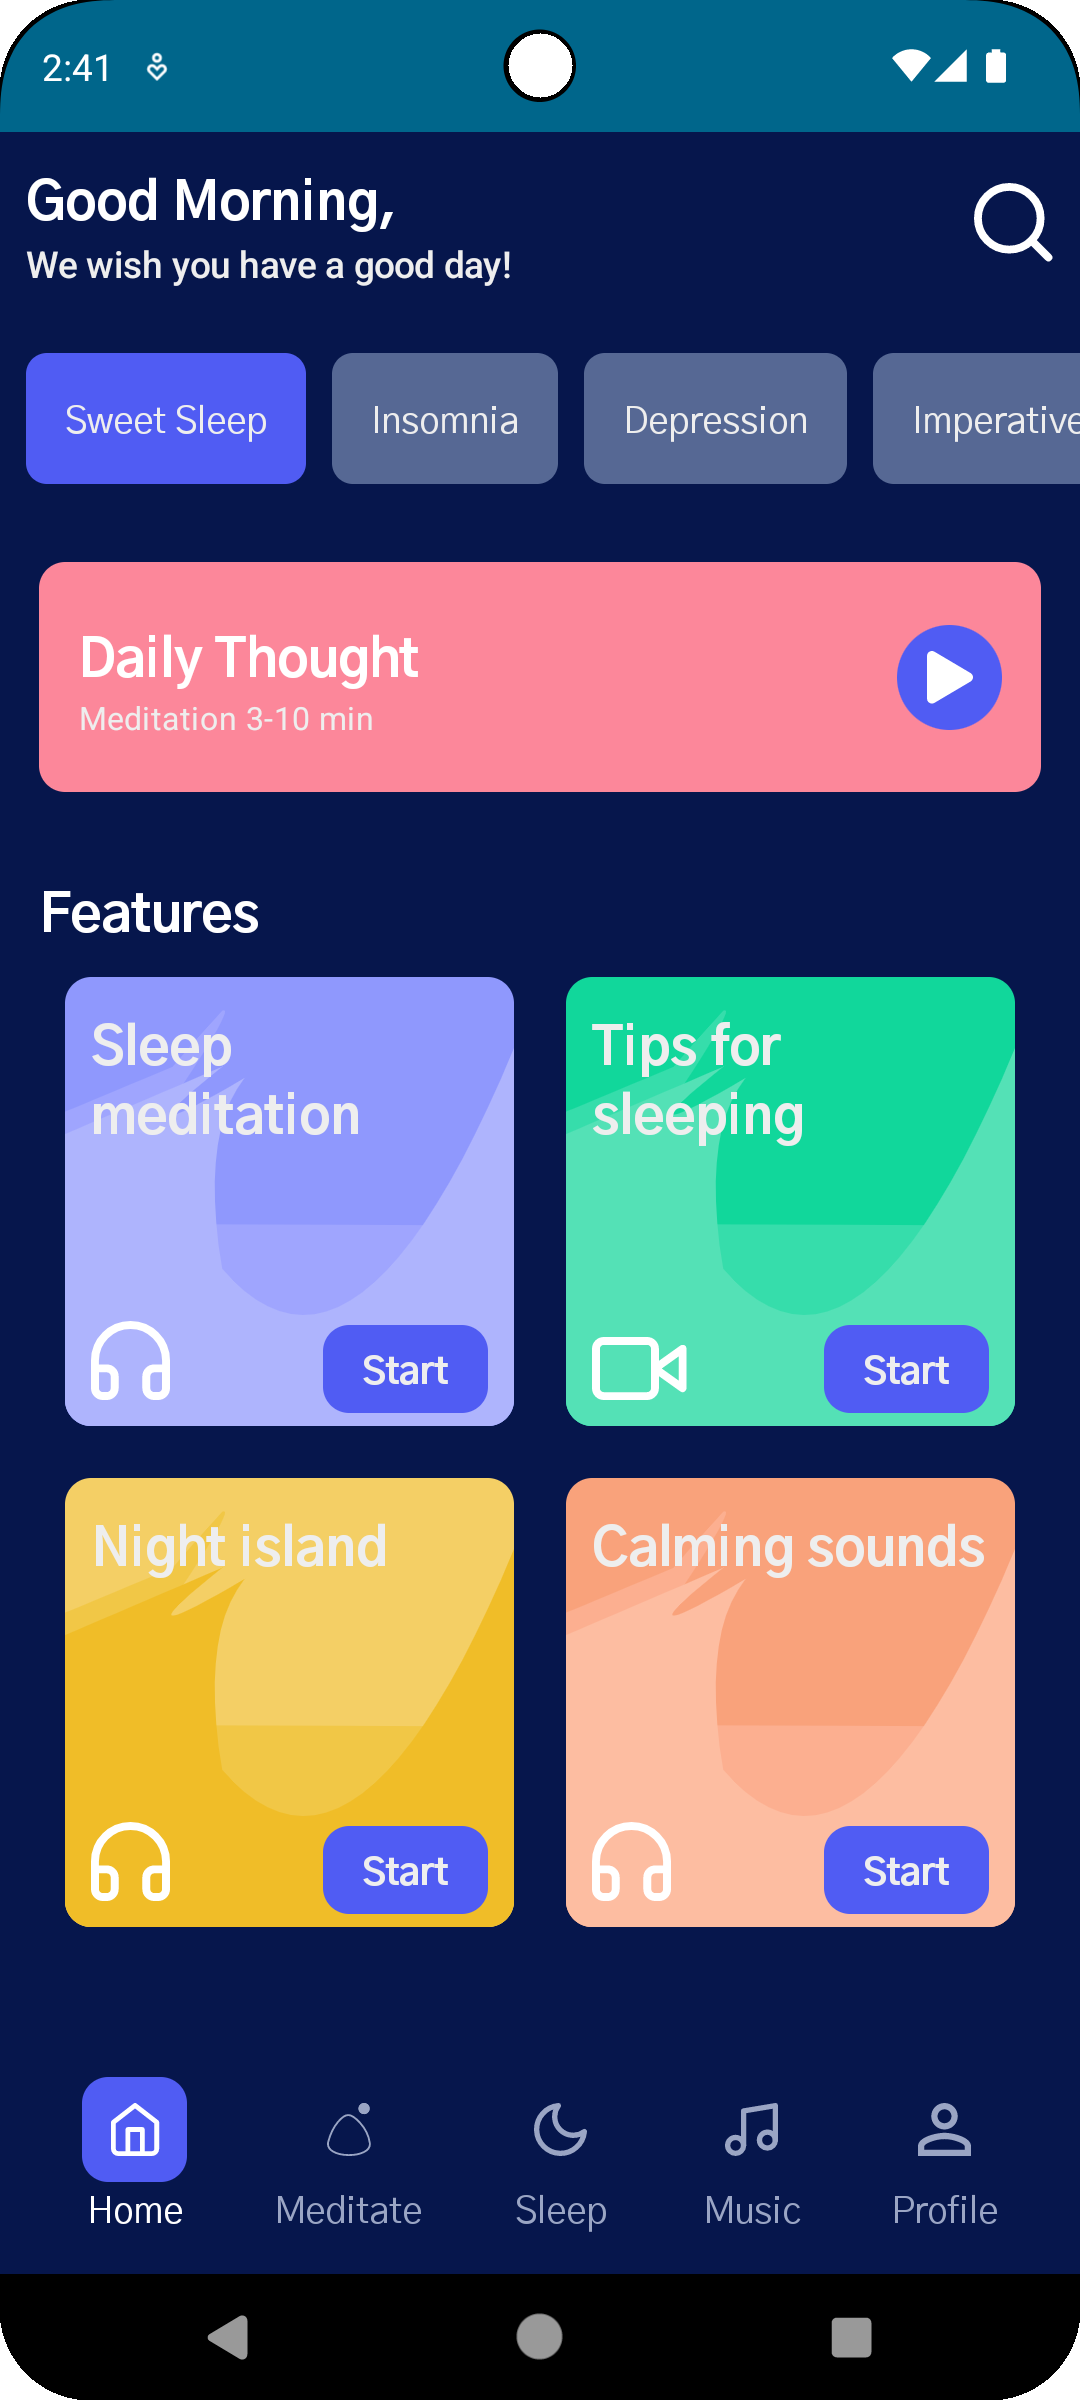 2:41
Good Morning,
We wish you have a good day!
Sweet Sleep
Insomnia
Depression
Imperative
Daily Thought
Meditation 3-10 min
Features
Sleep
meditation
Start
Tips for
sleeping
Start
Night island
Start
Calming sounds
Start
Home
Meditate
Sleep
Music
Profile